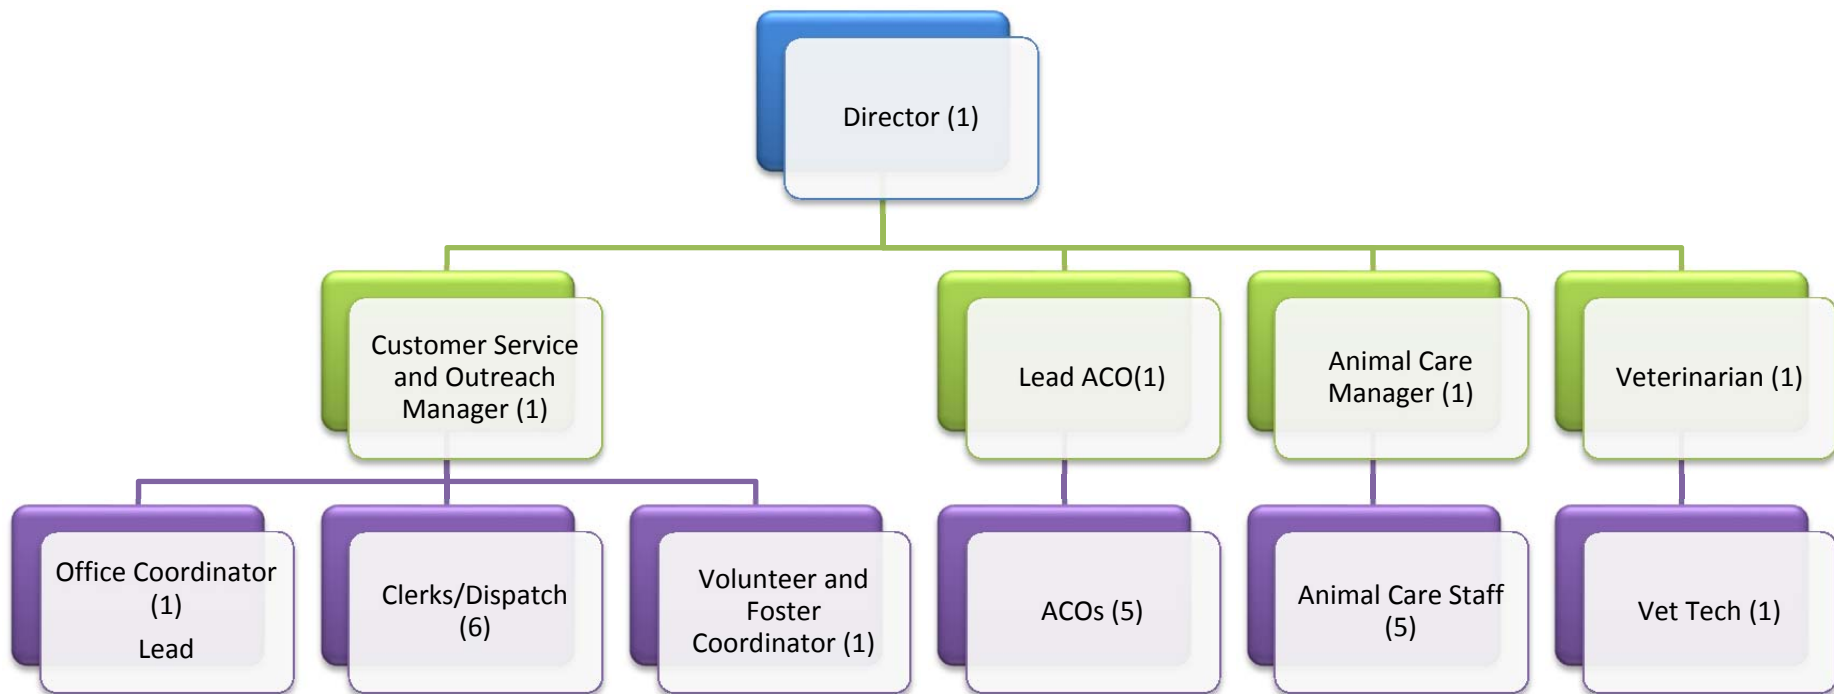 Director (1)
Customer Service
and Outreach
Manager (1)
Lead ACO(1)
Animal Care
Manager (1)
Veterinarian (1)
Office Coordinator
(1)
Lead
Clerks/Dispatch
(6)
Volunteer and
Foster
Coordinator (1)
ACOs (5)
Animal Care Staff
(5)
Vet Tech (1)